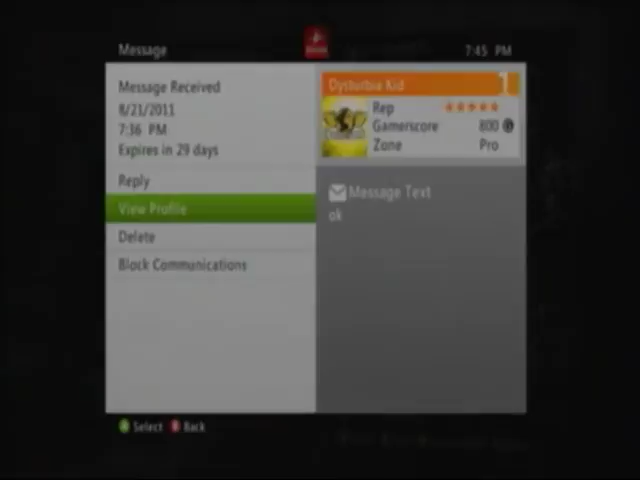 Message
7:45 PM
Message Received
8/21/2011
7:36 PM
Expires in 29 days
Reply
View Profile
Delete
Block Communications
Dysturbia Kid
1
Rep
Gamerscore 800 G
Zone Pro
Message Text
ok
A Select B Back